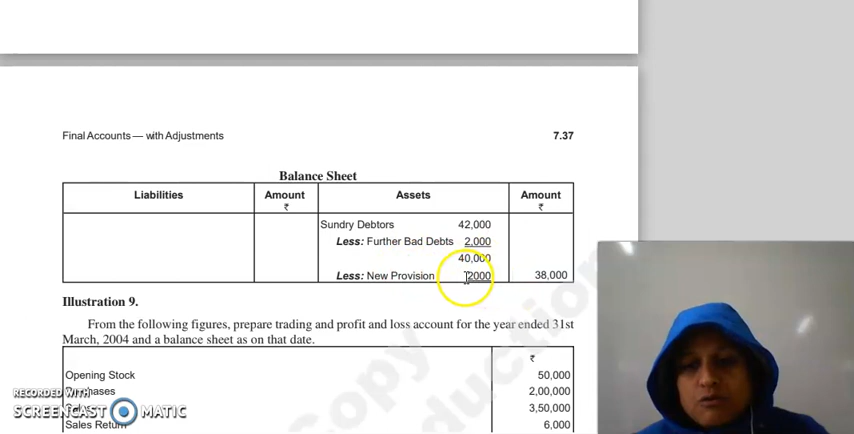 Final Accounts — with Adjustments 7.37
Balance Sheet
Liabilities Amount Assets Amount
₹ ₹
Sundry Debtors 42,000
Less: Further Bad Debts 2,000
40,000
Less: New Provision 2000 38,000
Illustration 9.
From the following figures, prepare trading and profit and loss account for the year ended 31st
March, 2004 and a balance sheet as on that date.
₹
Opening Stock 50,000
2,00,000
3,50,000
Sales Return 6,000
RECORDED WITH
SCREENCAST MATIC
Copy